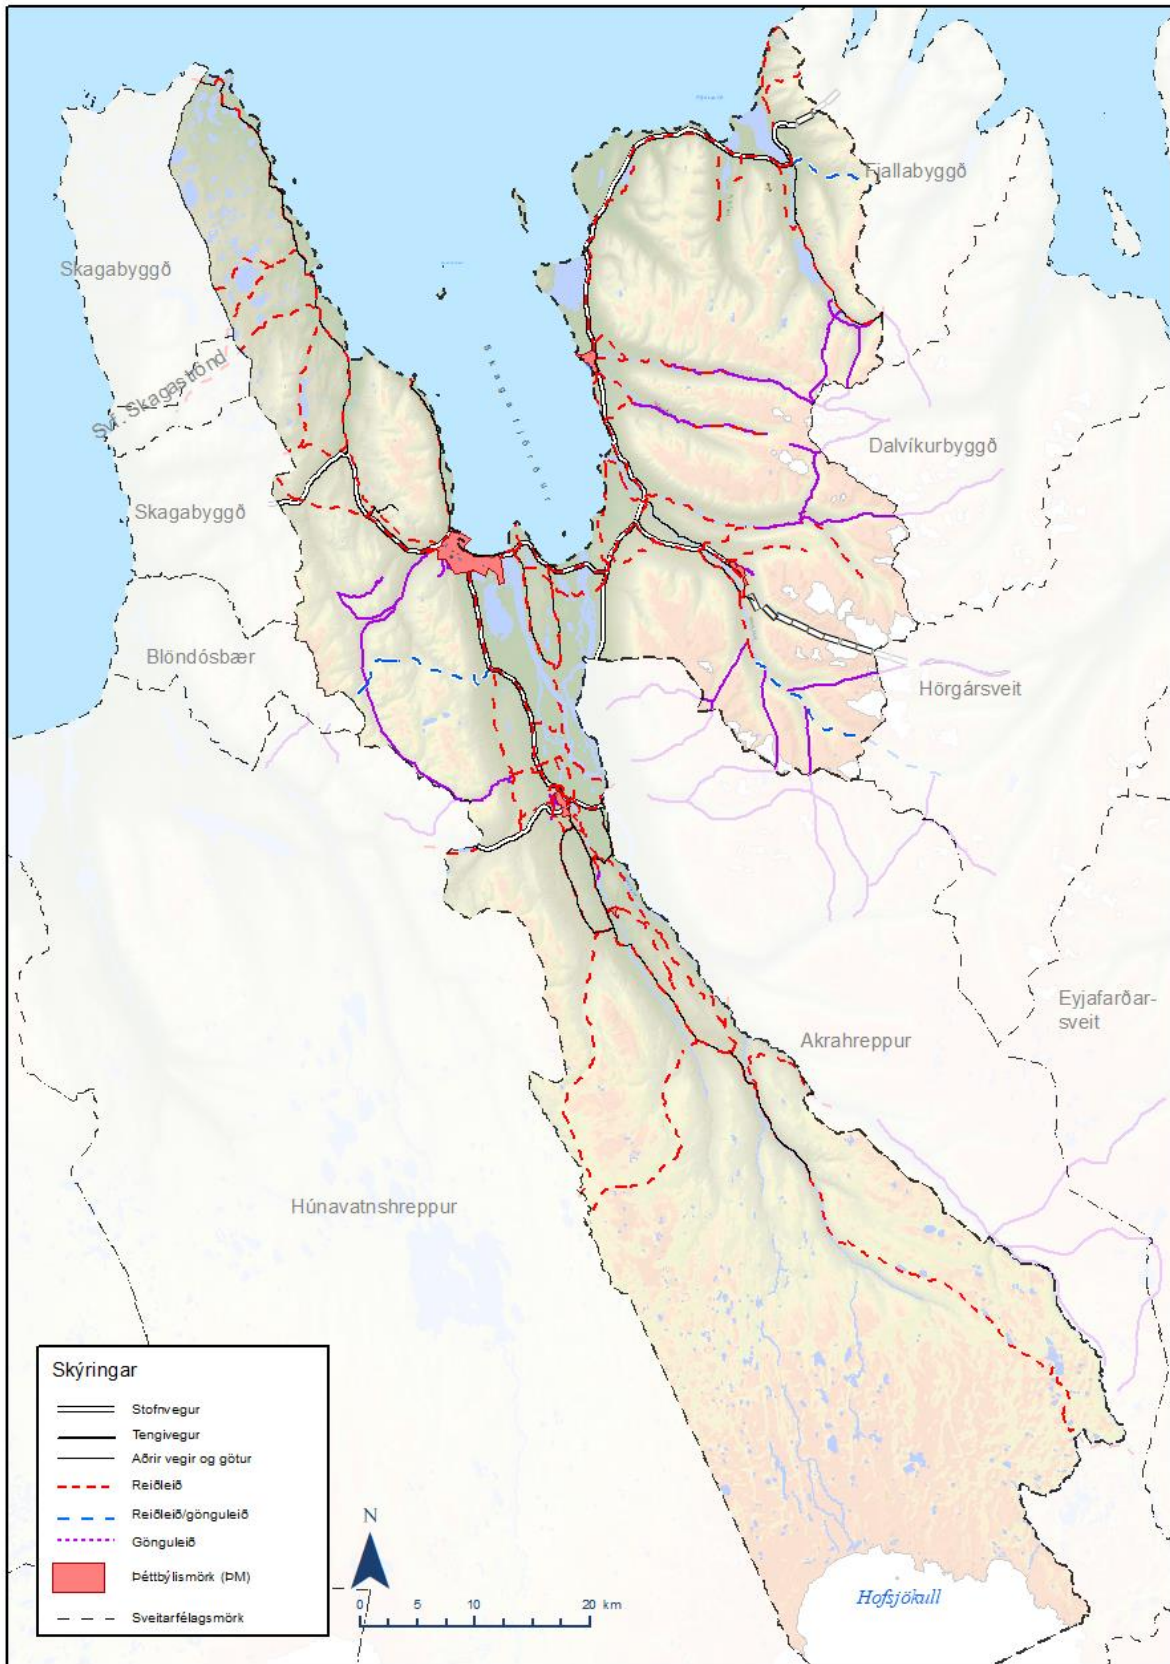 Fjallabyggð
Skagabyggð
Svf. Skagaströnd
Skagafjörður
Dalvíkurbyggð
Skagabyggð
Blöndósbær
Hörgársveit
Eyjafarðar-
sveit
Akrahreppur
Húnavatnshreppur
Hofsjökull
Skýringar
Stofnvegur
Tengivegur
Aðrir vegir og götur
Reiðleið
Reiðleið/gönguleið
Gönguleið
Þéttbýlismörk (ÞM)
Sveitarfélagsmörk
N
0 5 10 20 km